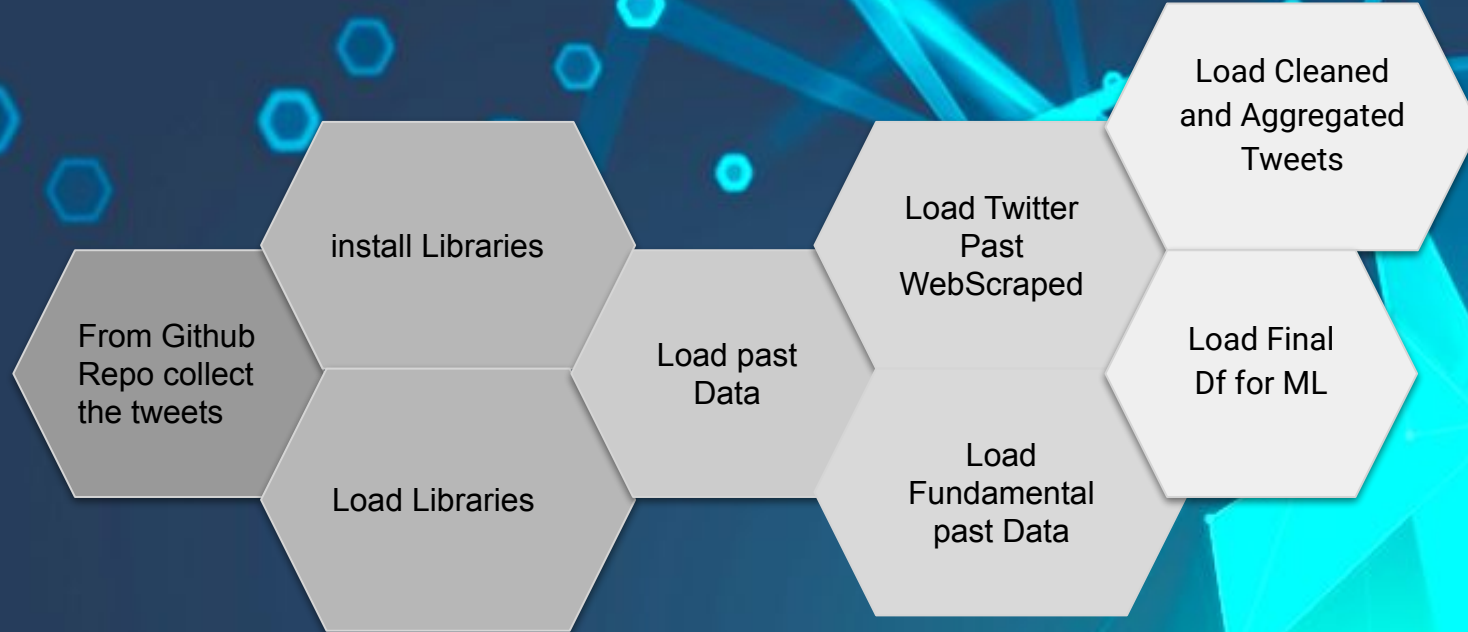 From Github
Repo collect
the tweets
install Libraries
Load Libraries
Load past
Data
Load Twitter
Past
WebScraped
Load
Fundamental
past Data
Load Cleaned
and Aggregated
Tweets
Load Final
Df for ML